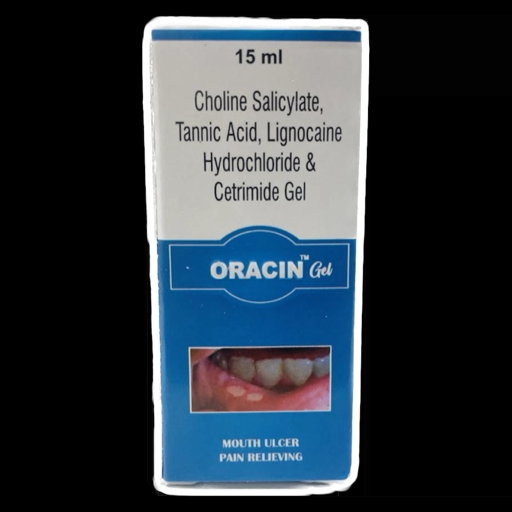 15 ml
Choline Salicylate,
Tannic Acid, Lignocaine
Hydrochloride &
Cetrimide Gel
ORACIN™ Gel
MOUTH ULCER
PAIN RELIEVING